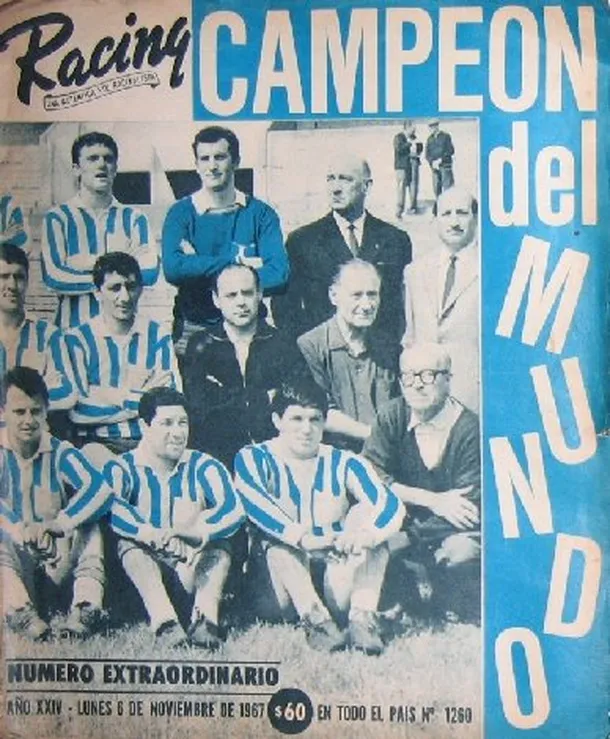 Racing
CAMPEON
del
MUNDO
NUMERO EXTRAORDINARIO
AÑO XXIV - LUNES 6 DE NOVIEMBRE DE 1967 $60 EN TODO EL PAIS Nº 1260